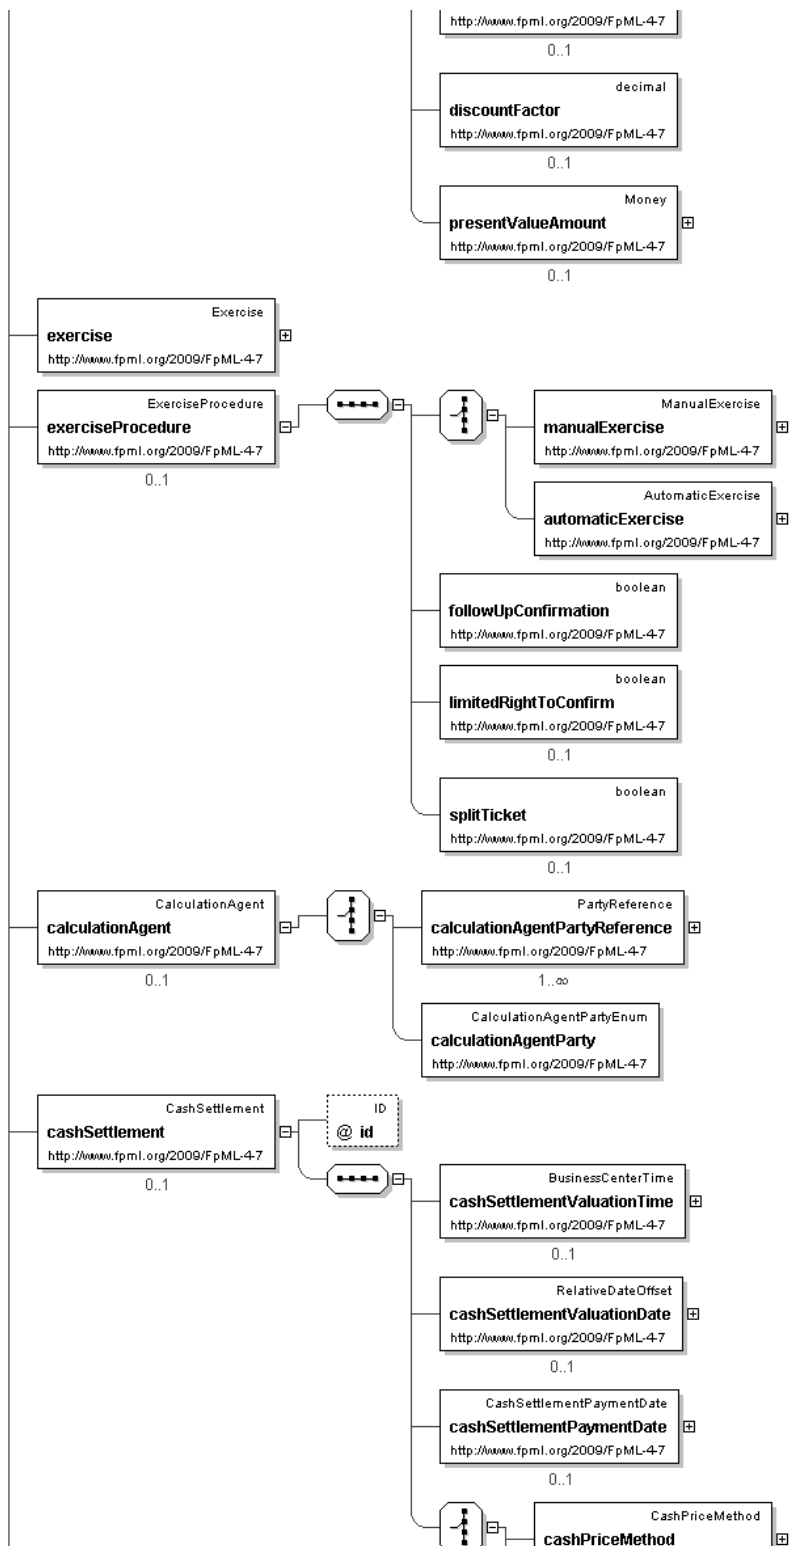 http://www.fpml.org/2009/FpML-4-7
0..1
decimal
discountFactor
http://www.fpml.org/2009/FpML-4-7
0..1
Money
presentValueAmount
http://www.fpml.org/2009/FpML-4-7
0..1
Exercise
exercise
http://www.fpml.org/2009/FpML-4-7
ExerciseProcedure
exerciseProcedure
http://www.fpml.org/2009/FpML-4-7
0..1
ManualExercise
manualExercise
http://www.fpml.org/2009/FpML-4-7
AutomaticExercise
automaticExercise
http://www.fpml.org/2009/FpML-4-7
boolean
followUpConfirmation
http://www.fpml.org/2009/FpML-4-7
boolean
limitedRightToConfirm
http://www.fpml.org/2009/FpML-4-7
0..1
boolean
splitTicket
http://www.fpml.org/2009/FpML-4-7
0..1
CalculationAgent
calculationAgent
http://www.fpml.org/2009/FpML-4-7
0..1
PartyReference
calculationAgentPartyReference
http://www.fpml.org/2009/FpML-4-7
1..∞
CalculationAgentPartyEnum
calculationAgentParty
http://www.fpml.org/2009/FpML-4-7
CashSettlement
cashSettlement
http://www.fpml.org/2009/FpML-4-7
0..1
ID
@ id
BusinessCenterTime
cashSettlementValuationTime
http://www.fpml.org/2009/FpML-4-7
0..1
RelativeDateOffset
cashSettlementValuationDate
http://www.fpml.org/2009/FpML-4-7
0..1
CashSettlementPaymentDate
cashSettlementPaymentDate
http://www.fpml.org/2009/FpML-4-7
0..1
CashPriceMethod
cashPriceMethod